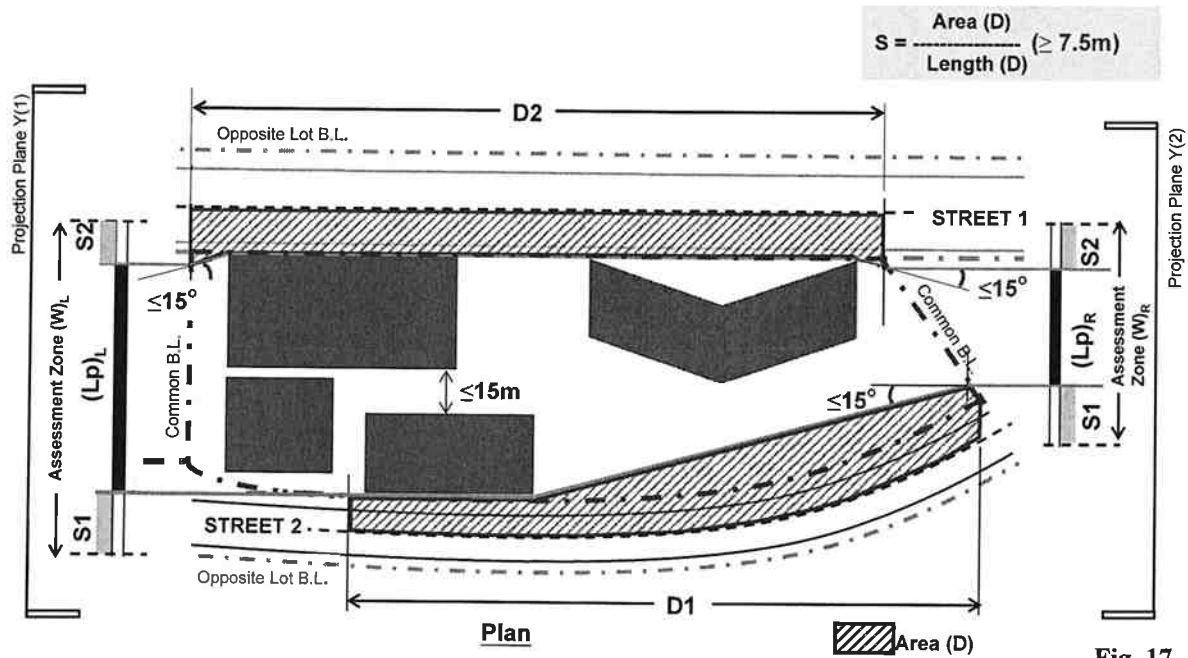 Area (D)
S = ---------------- (≥ 7.5m)
Length (D)
Projection Plane Y(1)
Projection Plane Y(2)
D2
Opposite Lot B.L.
STREET 1
S2
S2
≤15°
≤15°
Assessment Zone (W)L
(Lp)L
Common B.L.
Common B.L.
(Lp)R
Assessment Zone (W)R
≤15m
≤15°
S1
S1
STREET 2
Opposite Lot B.L.
D1
Plan
Area (D)
Fig. 17